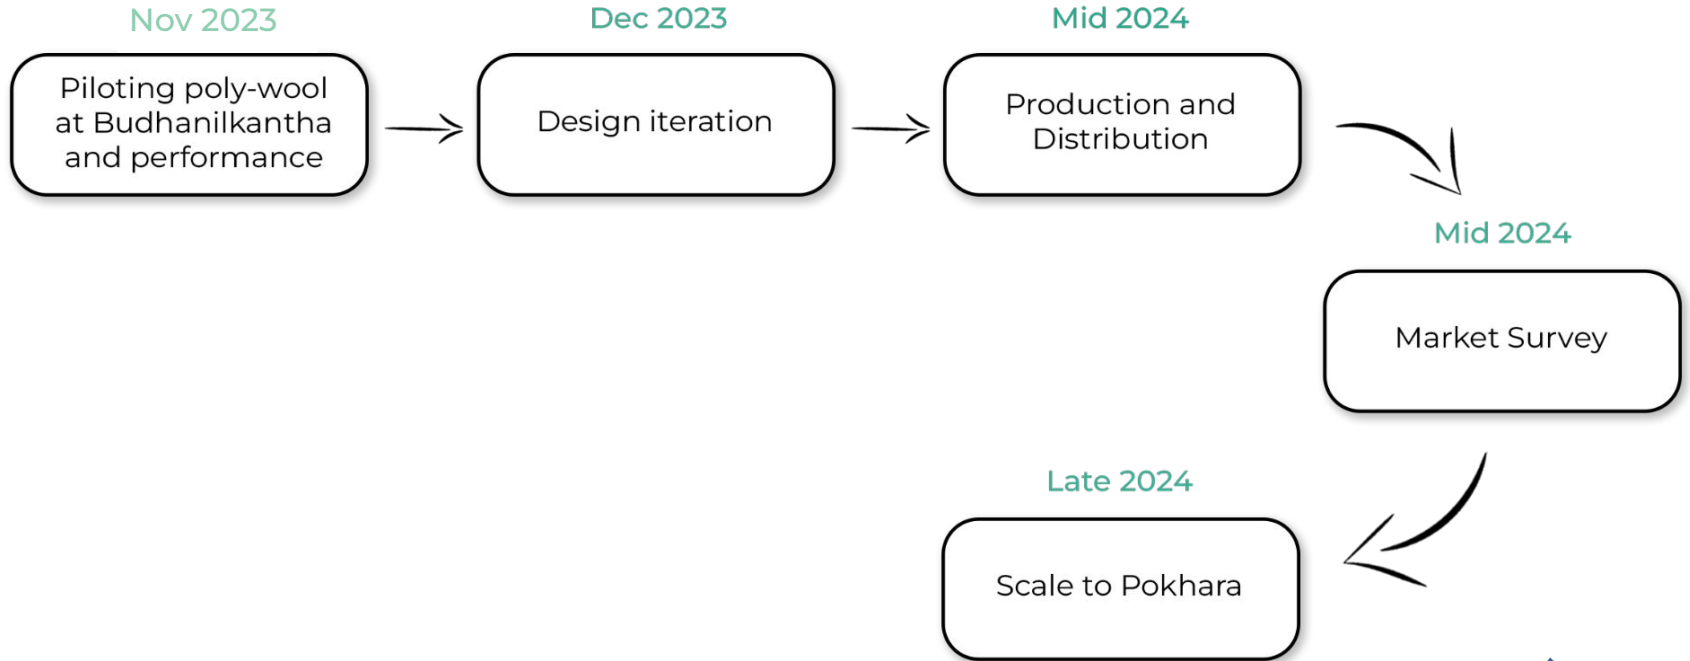 Nov 2023
Piloting poly-wool
at Budhanilkantha
and performance
Dec 2023
Design iteration
Mid 2024
Production and
Distribution
Mid 2024
Market Survey
Late 2024
Scale to Pokhara